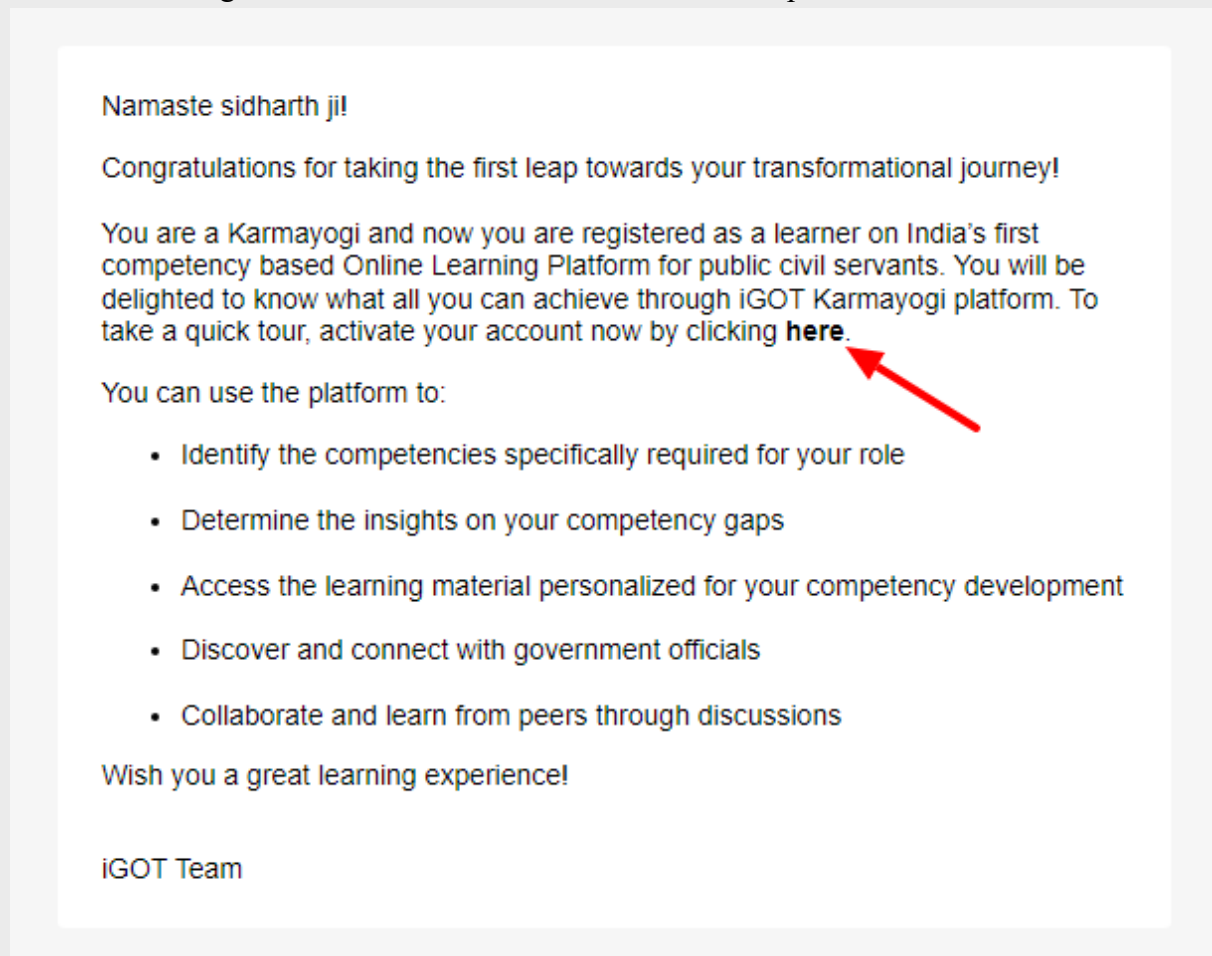 Namaste sidharth ji!
Congratulations for taking the first leap towards your transformational journey!
You are a Karmayogi and now you are registered as a learner on India's first
competency based Online Learning Platform for public civil servants. You will be
delighted to know what all you can achieve through iGOT Karmayogi platform. To
take a quick tour, activate your account now by clicking here.
You can use the platform to:
• Identify the competencies specifically required for your role
• Determine the insights on your competency gaps
• Access the learning material personalized for your competency development
• Discover and connect with government officials
• Collaborate and learn from peers through discussions
Wish you a great learning experience!
iGOT Team